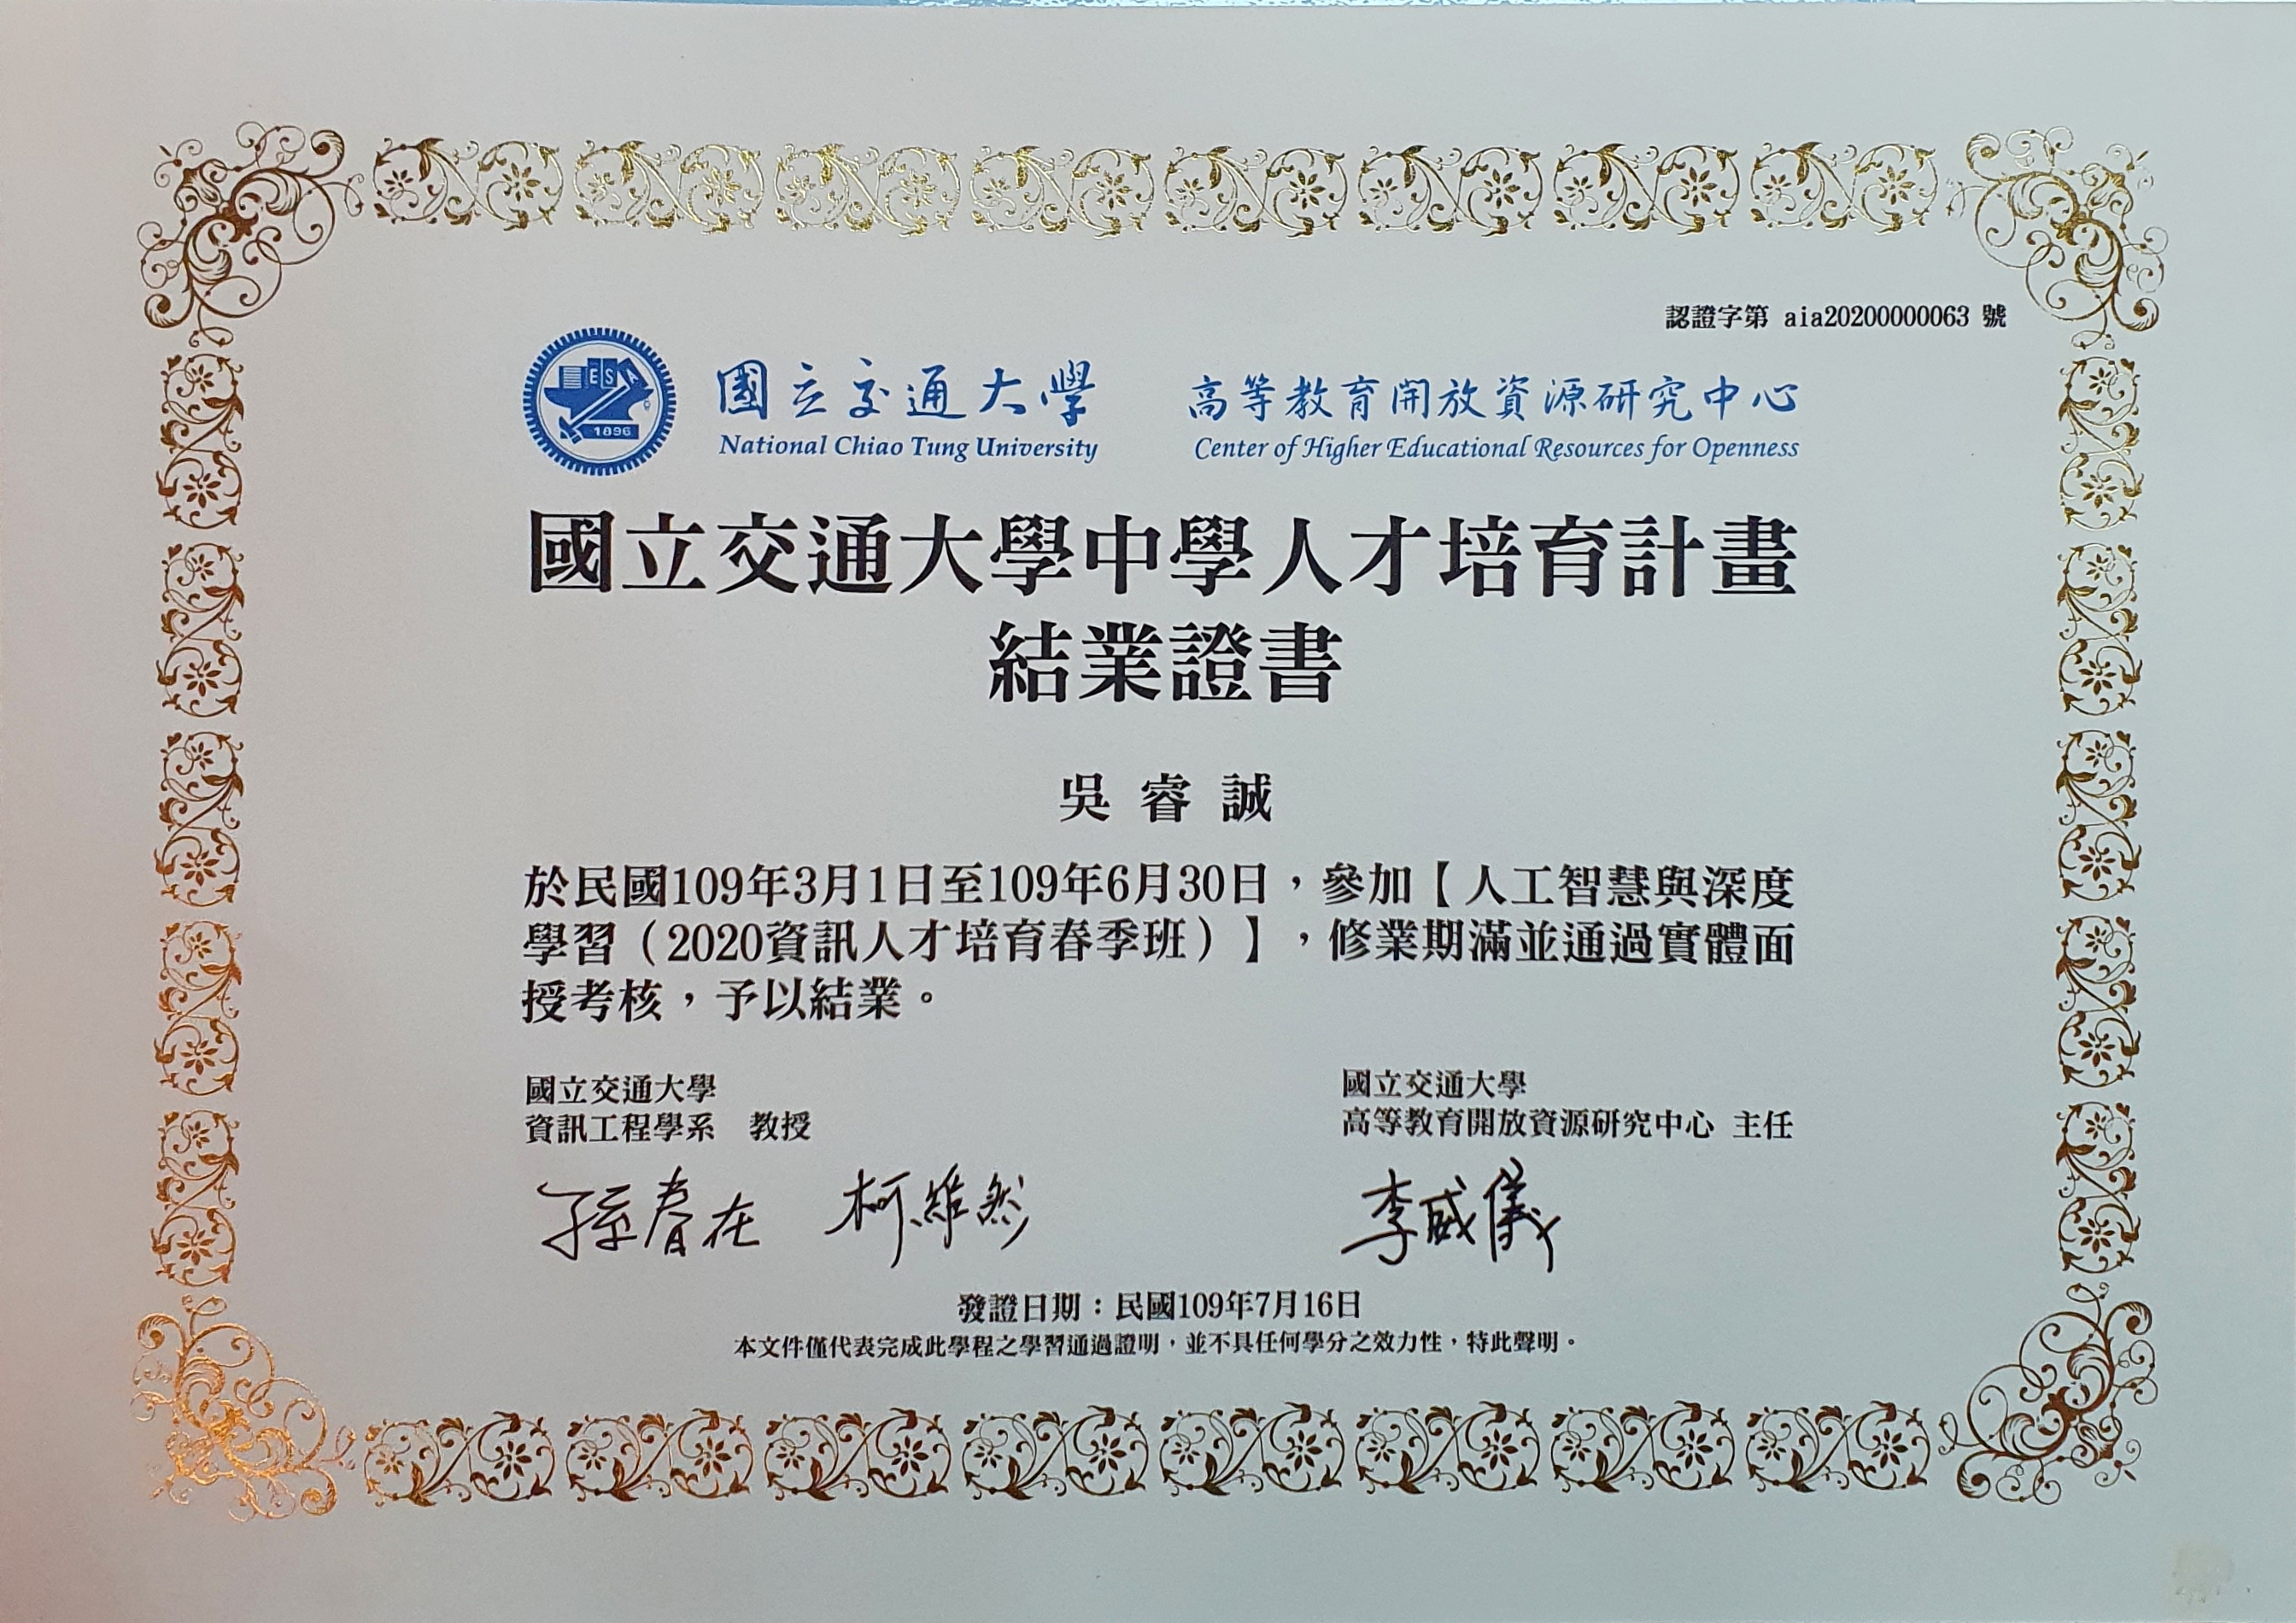 認證字第 aia20200000063 號
ESA
1896
國立交通大學 高等教育開放資源研究中心
National Chiao Tung University Center of Higher Educational Resources for Openness
國立交通大學中學人才培育計畫
結業證書
吳睿誠
於民國109年3月1日至109年6月30日，參加【人工智慧與深度
學習（2020資訊人才培育春季班）】，修業期滿並通過實體面
授考核，予以結業。
國立交通大學 國立交通大學
資訊工程學系 教授 高等教育開放資源研究中心 主任
孫春在 柯維然 李威儀
發證日期：民國109年7月16日
本文件僅代表完成此學程之學習通過證明，並不具任何學分之效力性，特此聲明。